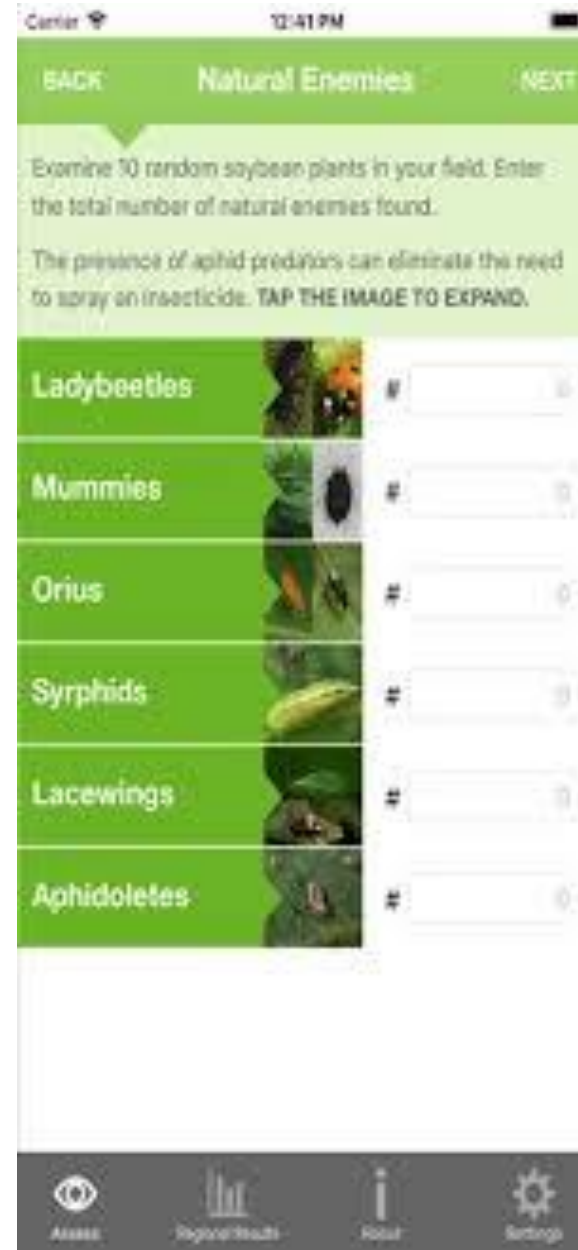 Carrier 12:41 PM
BACK Natural Enemies NEXT
Examine 10 random soybean plants in your field. Enter
the total number of natural enemies found.
The presence of aphid predators can eliminate the need
to spray an insecticide. TAP THE IMAGE TO EXPAND.
Ladybeetles # 0
Mummies # 0
Orius # 0
Syrphids # 0
Lacewings # 0
Aphidoletes # 0
Assess Regional Results About Settings